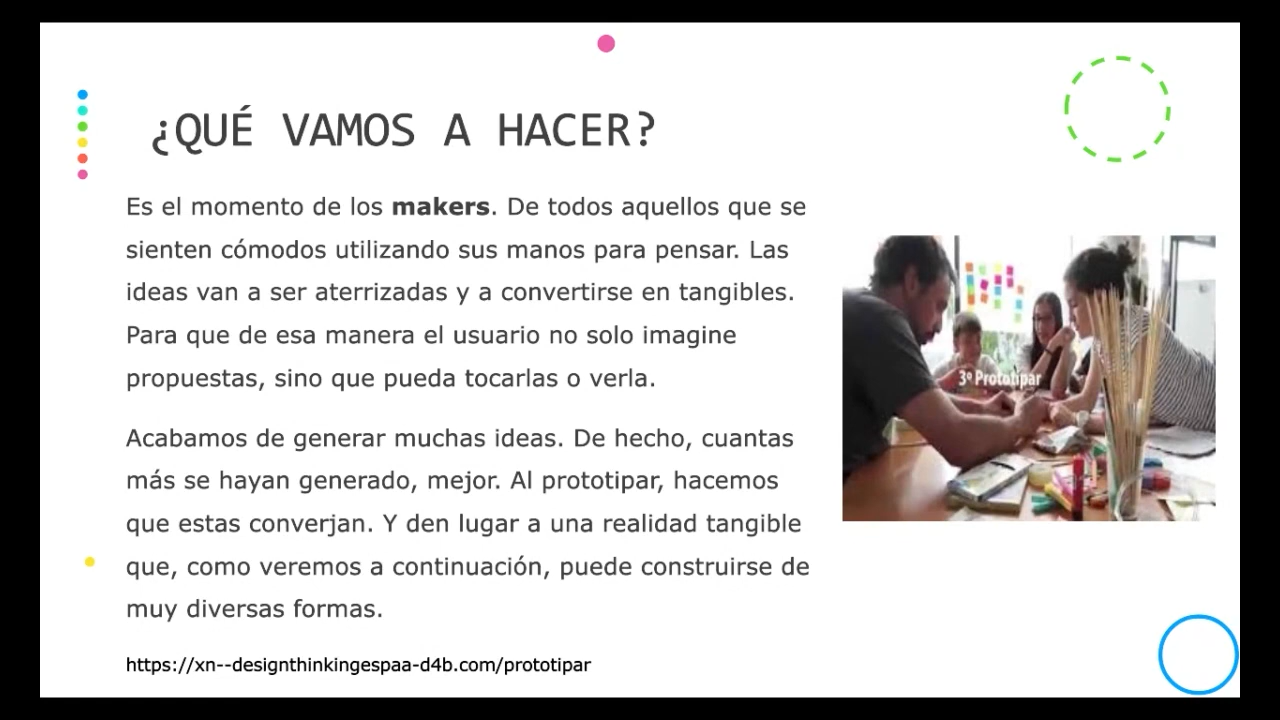 ¿QUÉ VAMOS A HACER?
Es el momento de los makers. De todos aquellos que se
sienten cómodos utilizando sus manos para pensar. Las
ideas van a ser aterrizadas y a convertirse en tangibles.
Para que de esa manera el usuario no solo imagine
propuestas, sino que pueda tocarlas o verla.
Acabamos de generar muchas ideas. De hecho, cuantas
más se hayan generado, mejor. Al prototipar, hacemos
que estas converjan. Y den lugar a una realidad tangible
que, como veremos a continuación, puede construirse de
muy diversas formas.
https://xn--designthinkingespaa-d4b.com/prototipar
3º Prototipar